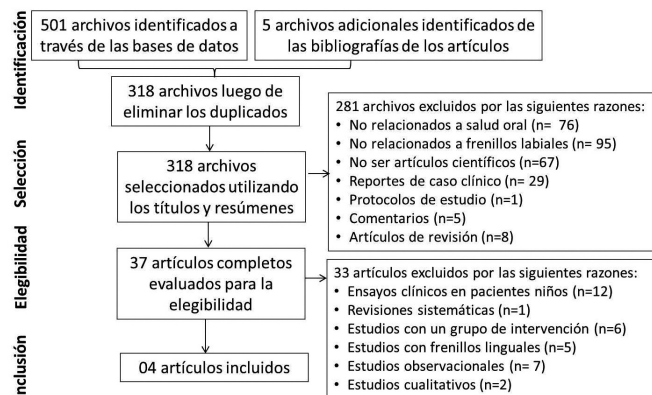 Identificación
501 archivos identificados a
través de las bases de datos
5 archivos adicionales identificados
de las bibliografías de los artículos
318 archivos luego de
eliminar los duplicados
Selección
318 archivos
seleccionados utilizando
los títulos y resúmenes
281 archivos excluidos por las siguientes razones:
• No relacionados a salud oral (n= 76)
• No relacionados a frenillos labiales (n= 95)
• No ser artículos científicos (n=67)
• Reportes de caso clínico (n= 29)
• Protocolos de estudio (n=1)
• Comentarios (n=5)
• Artículos de revisión (n=8)
Elegibilidad
37 artículos completos
evaluados para la
elegibilidad
33 artículos excluidos por las siguientes razones:
• Ensayos clínicos en pacientes niños (n=12)
• Revisiones sistemáticas (n=1)
• Estudios con un grupo de intervención (n=6)
• Estudios con frenillos linguales (n=5)
• Estudios observacionales (n= 7)
• Estudios cualitativos (n=2)
nclusión
04 artículos incluidos